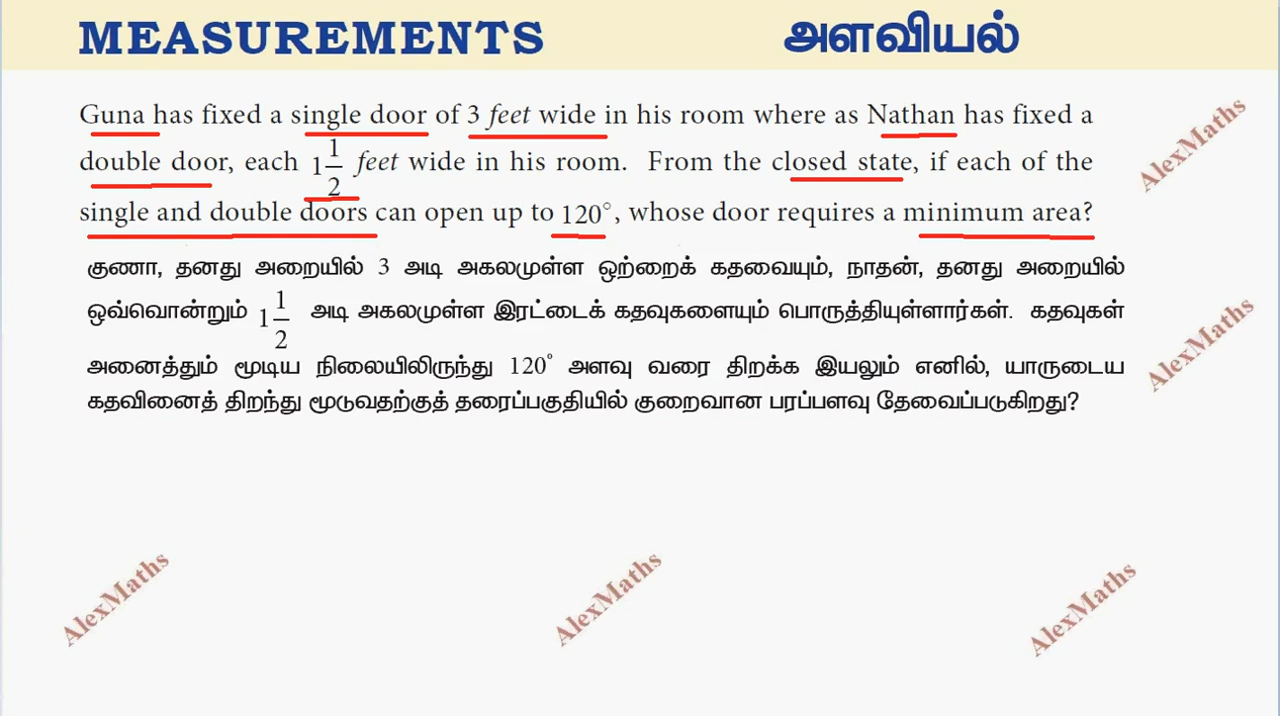 MEASUREMENTS அளவியல்
Guna has fixed a single door of 3 feet wide in his room where as Nathan has fixed a
double door, each 1 1/2 feet wide in his room. From the closed state, if each of the
single and double doors can open up to 120°, whose door requires a minimum area?
குணா, தனது அறையில் 3 அடி அகலமுள்ள ஒற்றைக் கதவையும், நாதன், தனது அறையில்
ஒவ்வொன்றும் 1 1/2 அடி அகலமுள்ள இரட்டைக் கதவுகளையும் பொருத்தியுள்ளார்கள். கதவுகள்
அனைத்தும் மூடிய நிலையிலிருந்து 120° அளவு வரை திறக்க இயலும் எனில், யாருடைய
கதவினைத் திறந்து மூடுவதற்குத் தரைப்பகுதியில் குறைவான பரப்பளவு தேவைப்படுகிறது?
AlexMaths
AlexMaths
AlexMaths
AlexMaths
AlexMaths